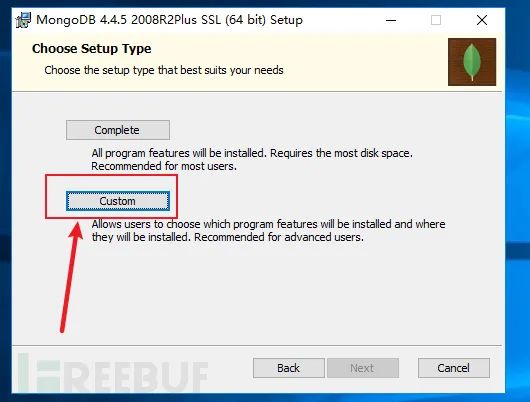 MongoDB 4.4.5 2008R2Plus SSL (64 bit) Setup
Choose Setup Type
Choose the setup type that best suits your needs
Complete
All program features will be installed. Requires the most disk space.
Recommended for most users.
Custom
Allows users to choose which program features will be installed and where
they will be installed. Recommended for advanced users.
FREEBUF
Back
Next
Cancel